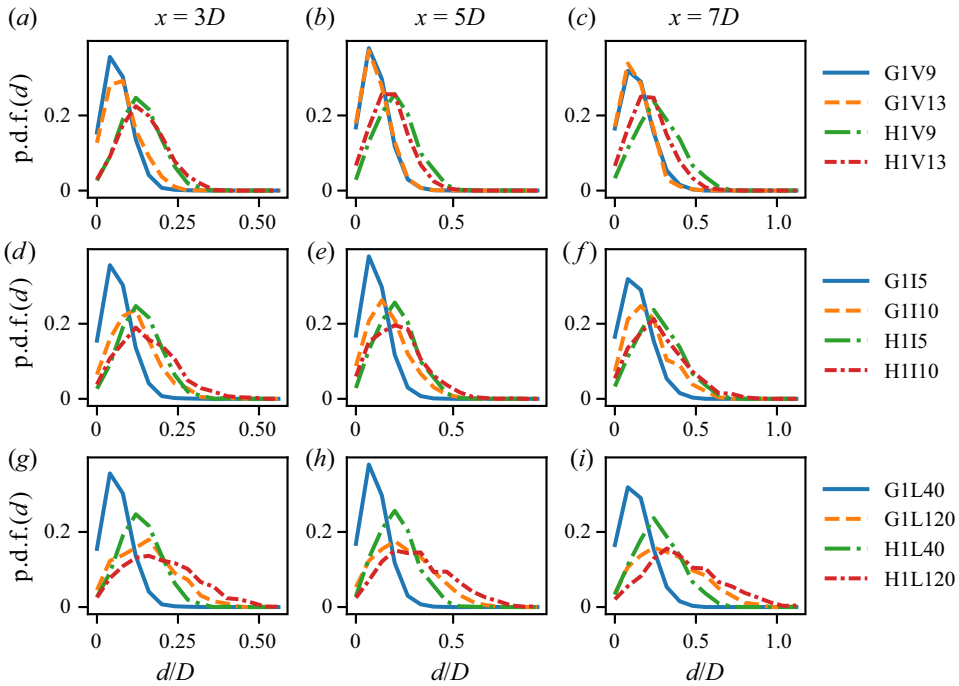 (a) x = 3D (b) x = 5D (c) x = 7D
p.d.f.(d)
0.2
0
0 0.25 0.50
0 0.5
0 0.5 1.0
G1V9
G1V13
H1V9
H1V13
(d) (e) (f)
p.d.f.(d)
0.2
0
0 0.25 0.50
0 0.5
0 0.5 1.0
G1I5
G1I10
H1I5
H1I10
(g) (h) (i)
p.d.f.(d)
0.2
0
0 0.25 0.50
0 0.5
0 0.5 1.0
d/D d/D d/D
G1L40
G1L120
H1L40
H1L120